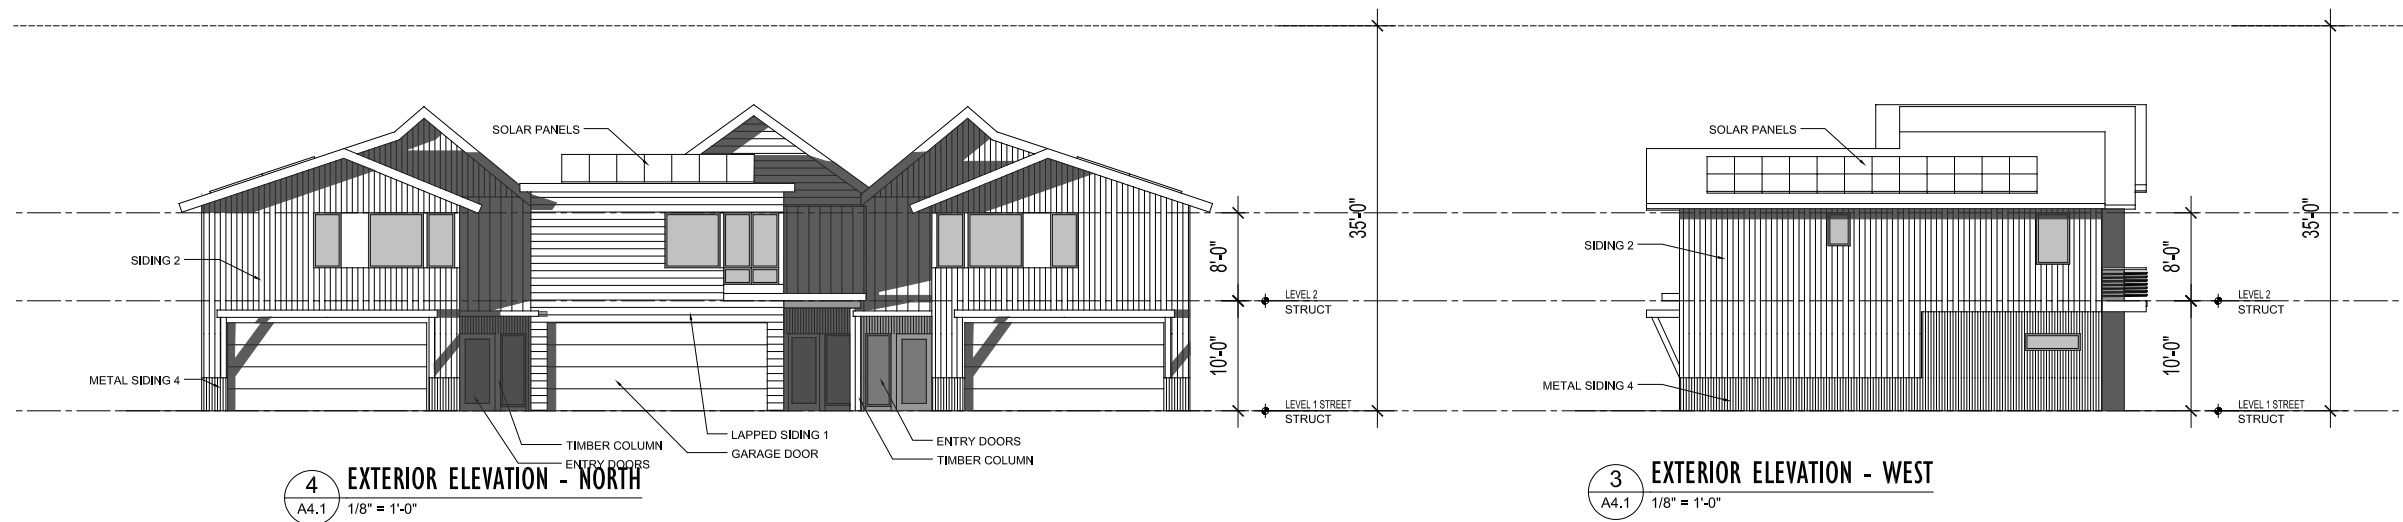 SOLAR PANELS
SIDING 2
METAL SIDING 4
TIMBER COLUMN
ENTRY DOORS
LAPPED SIDING 1
GARAGE DOOR
ENTRY DOORS
TIMBER COLUMN
35'-0"
8'-0"
10'-0"
LEVEL 2
STRUCT
LEVEL 1 STREET
STRUCT
4
A4.1
EXTERIOR ELEVATION - NORTH
1/8" = 1'-0"
SOLAR PANELS
SIDING 2
METAL SIDING 4
35'-0"
8'-0"
10'-0"
LEVEL 2
STRUCT
LEVEL 1 STREET
STRUCT
3
A4.1
EXTERIOR ELEVATION - WEST
1/8" = 1'-0"